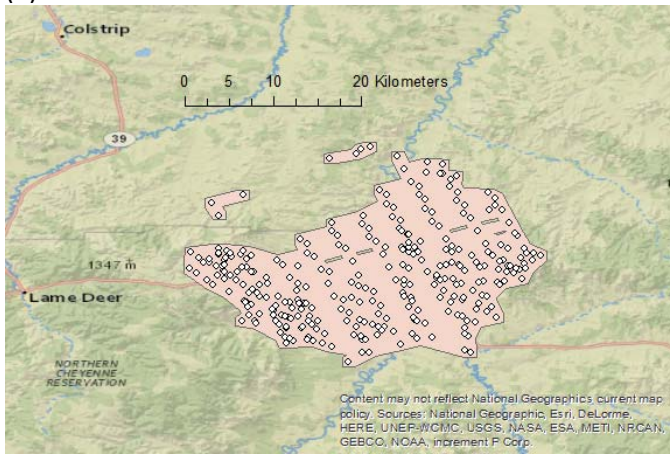 Colstrip
0 5 10 20 Kilometers
39
1347 m
Lame Deer
NORTHERN
CHEYENNE
RESERVATION
Content may not reflect National Geographic's current map
policy. Sources: National Geographic, Esri, DeLorme,
HERE, UNEP-WCMC, USGS, NASA, ESA, METI, NRCAN,
GEBCO, NOAA, increment P Corp.